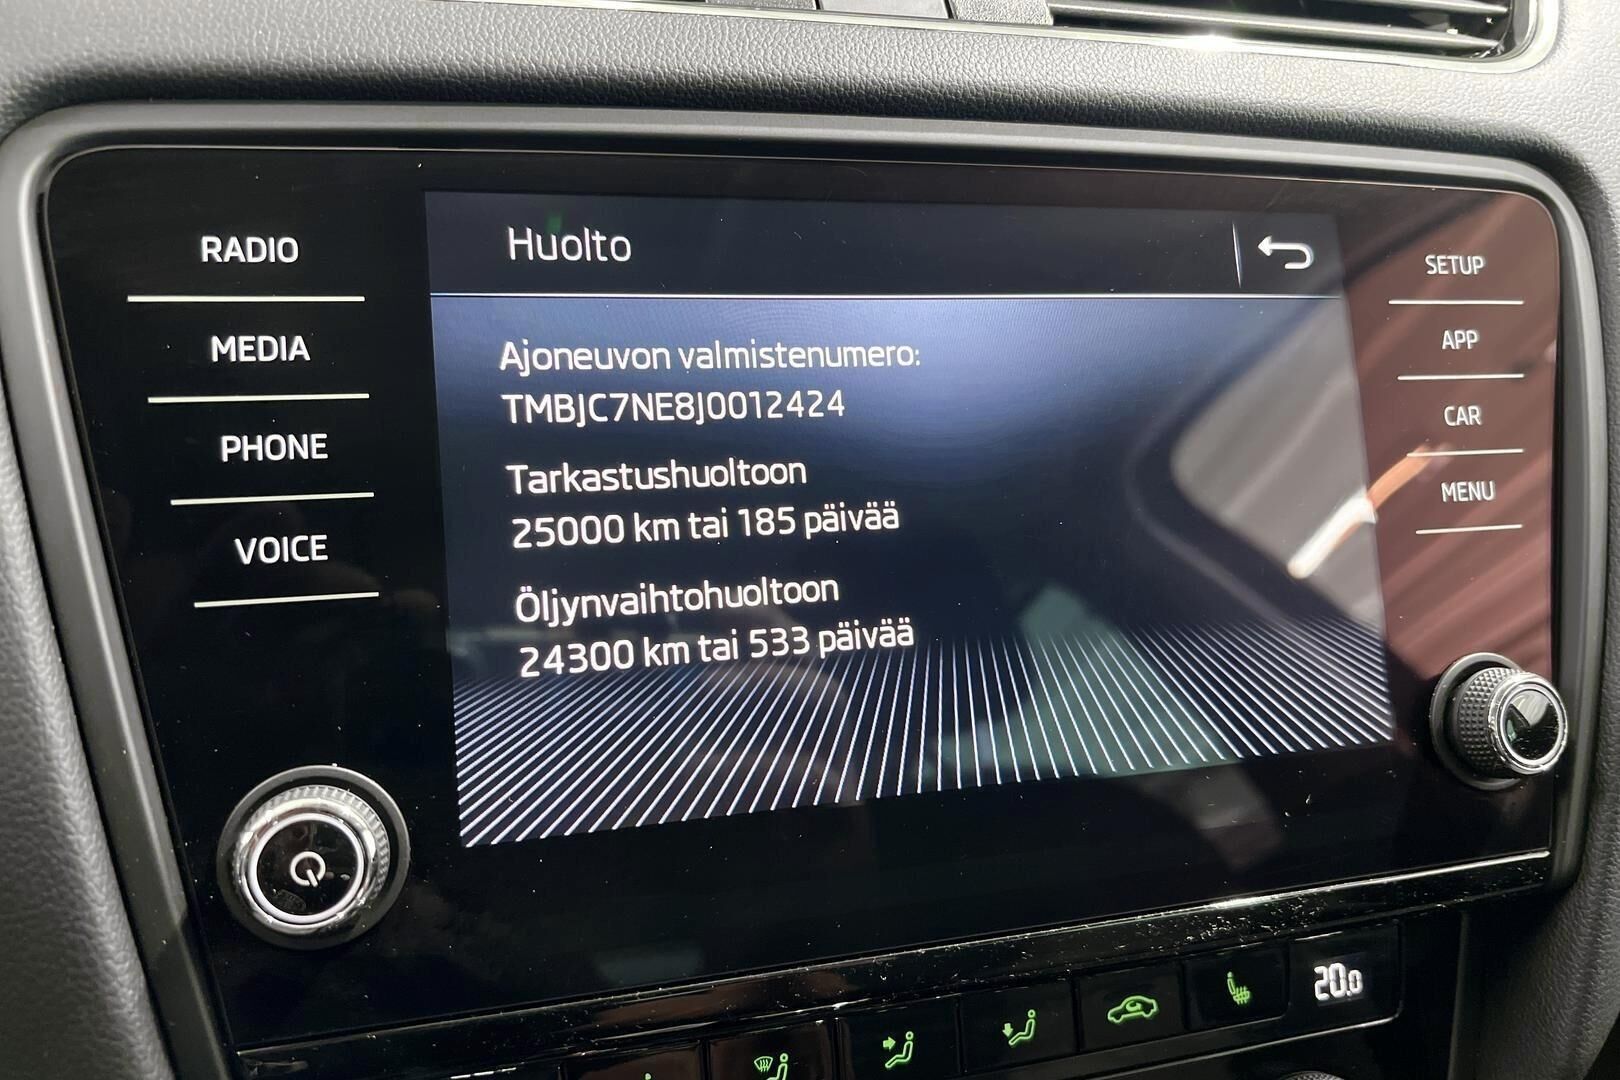 RADIO
MEDIA
PHONE
VOICE
Huolto
Ajoneuvon valmistenumero:
TMBJC7NE8J0012424
Tarkastushuoltoon
25000 km tai 185 päivää
Öljynvaihtohuoltoon
24300 km tai 533 päivää
SETUP
APP
CAR
MENU
20.0